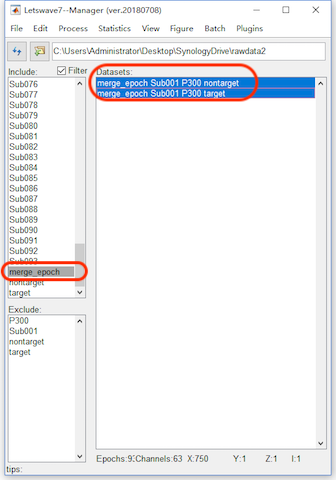 Letswave7--Manager (ver.20180708)
File Edit Process Statistics View Figure Batch Plugins
C:\Users\Administrator\Desktop\SynologyDrive\rawdata2
Include: Filter Datasets:
Sub076
Sub077
Sub078
Sub079
Sub080
Sub081
Sub082
Sub083
Sub084
Sub085
Sub086
Sub087
Sub088
Sub089
Sub090
Sub091
Sub092
Sub093
merge_epoch
nontarget
target
merge_epoch Sub001 P300 nontarget
merge_epoch Sub001 P300 target
Exclude:
P300
Sub001
nontarget
target
Channels:63 X:750 Y:1 Z:1 I:1
tips: